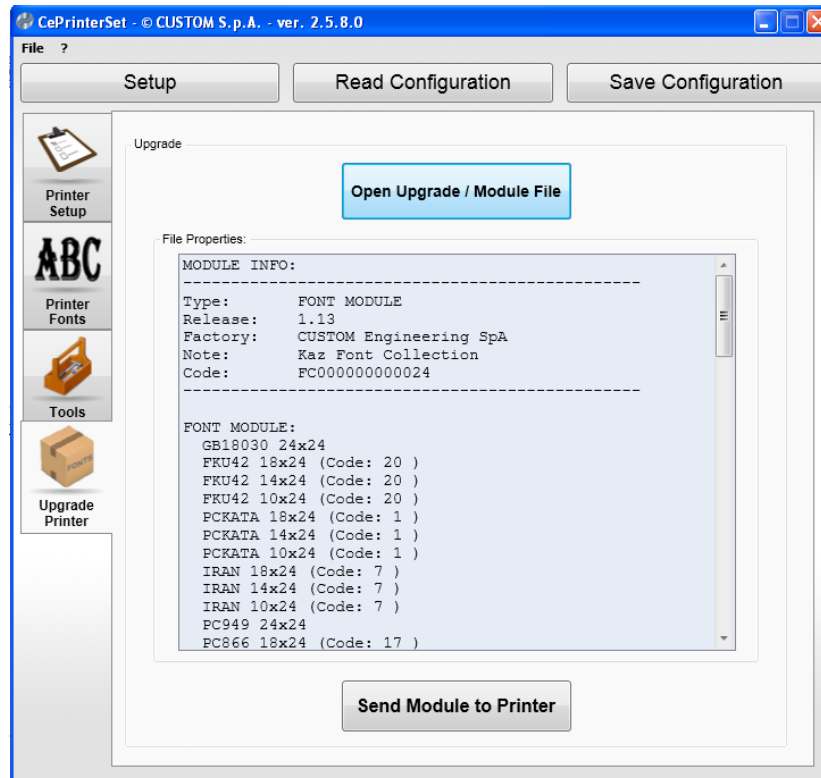 CePrinterSet - © CUSTOM S.p.A. - ver. 2.5.8.0
File ?
Setup
Read Configuration
Save Configuration
Printer
Setup
ABC
Printer
Fonts
Tools
FONTS
Upgrade
Printer
Upgrade
Open Upgrade / Module File
File Properties:
MODULE INFO:
------------------------------------------------
Type: FONT MODULE
Release: 1.13
Factory: CUSTOM Engineering SpA
Note: Kaz Font Collection
Code: FC000000000024
------------------------------------------------
FONT MODULE:
GB18030 24x24
FKU42 18x24 (Code: 20 )
FKU42 14x24 (Code: 20 )
FKU42 10x24 (Code: 20 )
PCKATA 18x24 (Code: 1 )
PCKATA 14x24 (Code: 1 )
PCKATA 10x24 (Code: 1 )
IRAN 18x24 (Code: 7 )
IRAN 14x24 (Code: 7 )
IRAN 10x24 (Code: 7 )
PC949 24x24
PC866 18x24 (Code: 17 )
Send Module to Printer